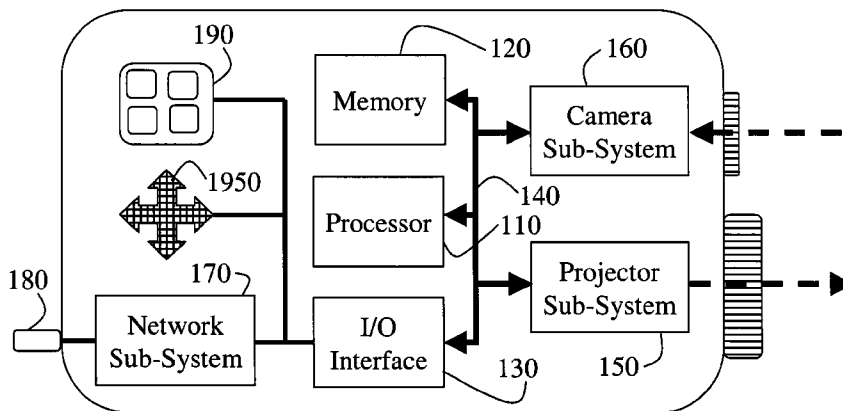 190
120
160
Memory
Camera
Sub-System
1950
140
Processor
110
180
170
Projector
Sub-System
Network
Sub-System
I/O
Interface
130
150